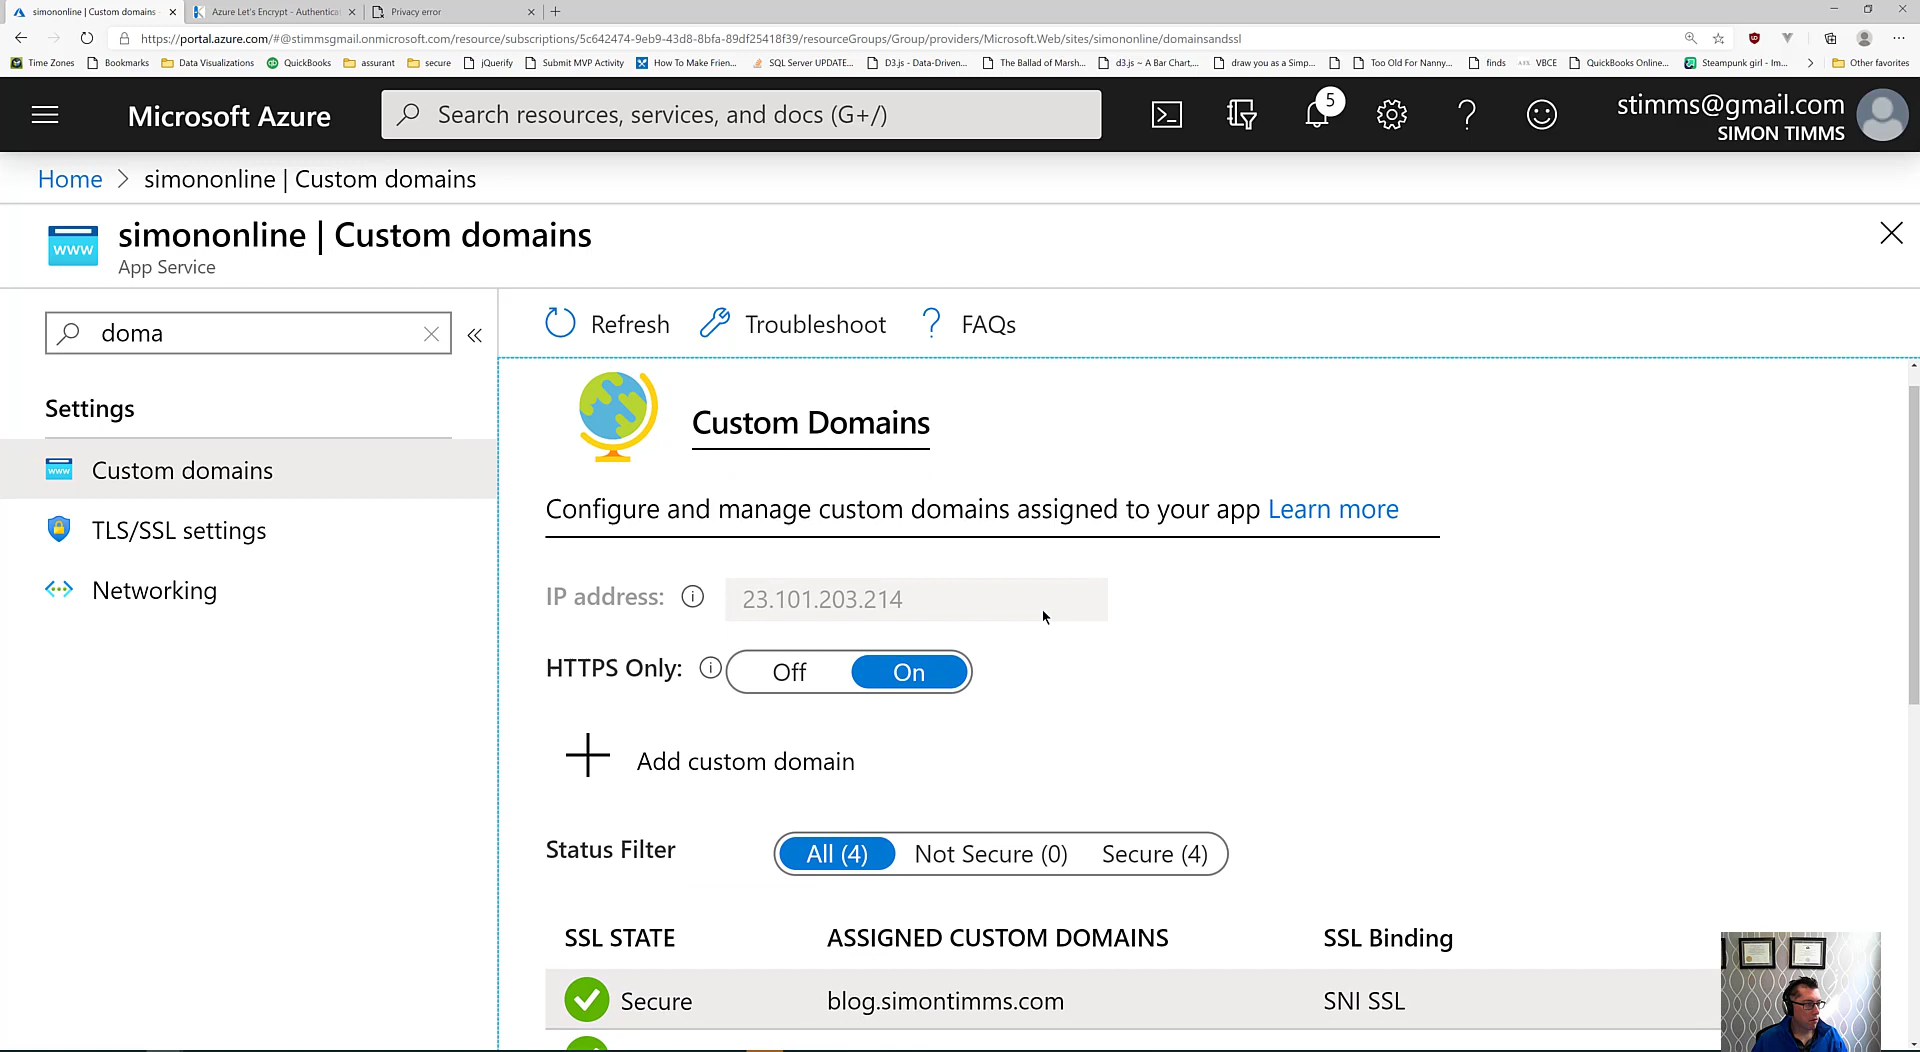 simononline | Custom domains
Azure Let's Encrypt - Authentica
Privacy error
https://portal.azure.com/#@stimmsgmail.onmicrosoft.com/resource/subscriptions/5c642474-9eb9-43d8-8bfa-89df25418f39/resourceGroups/Group/providers/Microsoft.Web/sites/simononline/domainsandssl
Time Zones Bookmarks Data Visualizations QuickBooks assurant secure jQuerify Submit MVP Activity How To Make Frien... SQL Server UPDATE... D3.js - Data-Driven... The Ballad of Marsh... d3.js ~ A Bar Chart,... draw you as a Simp... Too Old For Nanny... finds VBCE QuickBooks Online... Steampunk girl - Im... Other favorites
Microsoft Azure
Search resources, services, and docs (G+/)
5
stimms@gmail.com
SIMON TIMMS
Home > simononline | Custom domains
simononline | Custom domains
App Service
doma
Settings
Custom domains
TLS/SSL settings
Networking
Refresh Troubleshoot FAQs
Custom Domains
Configure and manage custom domains assigned to your app Learn more
IP address: 23.101.203.214
HTTPS Only: Off On
Add custom domain
Status Filter All (4) Not Secure (0) Secure (4)
SSL STATE ASSIGNED CUSTOM DOMAINS SSL Binding
Secure blog.simontimms.com SNI SSL